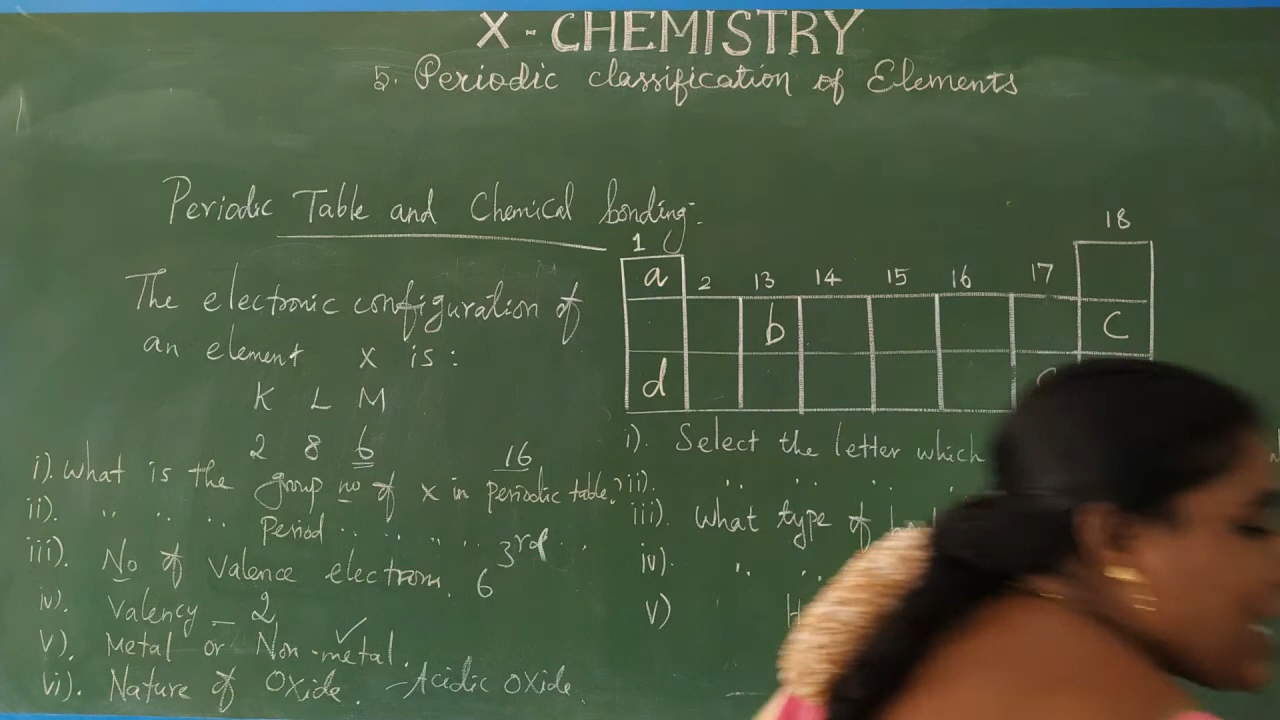 X - CHEMISTRY
5. Periodic classification of Elements
Periodic Table and Chemical bonding:-
The electronic configuration of
an element X is:
K L M
2 8 6
i). What is the group no of X in periodic table? 16
ii). " " " Period " " " " " 3rd
iii). No of Valence electrom. 6
iv). Valency - 2
V). Metal or Non-metal. ✓
vi). Nature of Oxide. - Acidic oxide.
1 18
a 2 13 14 15 16 17
b c
d
i). Select the letter which
ii). " " " "
iii). What type of
iv). " "
v) " H